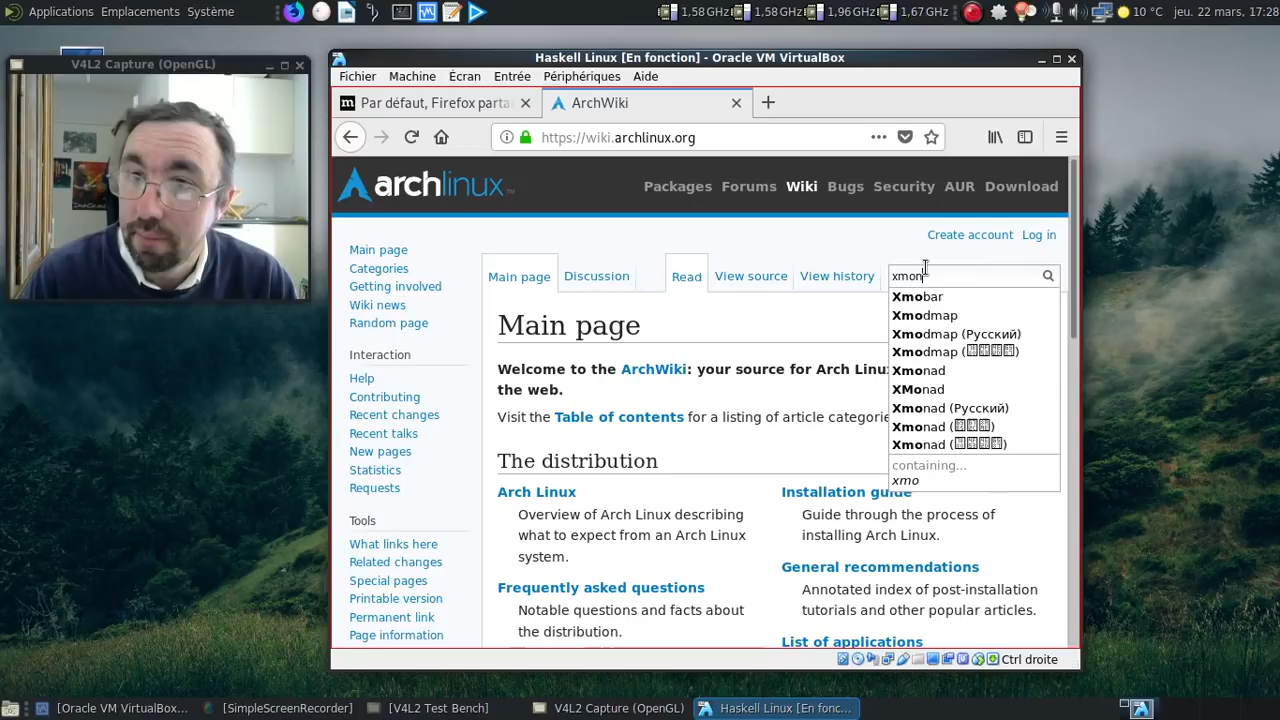 Applications Emplacements Système
1,58 GHz 1,58 GHz 1,96 GHz 1,67 GHz 10 °C jeu. 22 mars, 17:28
V4L2 Capture (OpenGL)
Haskell Linux [En fonction] - Oracle VM VirtualBox
Fichier Machine Écran Entrée Périphériques Aide
Par défaut, Firefox parta
ArchWiki
https://wiki.archlinux.org
archlinux
Packages Forums Wiki Bugs Security AUR Download
Create account Log in
Main page
Categories
Getting involved
Wiki news
Random page
Interaction
Help
Contributing
Recent changes
Recent talks
New pages
Statistics
Requests
Tools
What links here
Related changes
Special pages
Printable version
Permanent link
Page information
Main page Discussion Read View source View history
xmon
Xmobar
Xmodmap
Xmodmap (Русский)
Xmodmap (
Xmonad
XMonad
Xmonad (Русский)
Xmonad (
Xmonad (
containing...
xmo
Main page
Welcome to the ArchWiki: your source for Arch Linu
the web.
Visit the Table of contents for a listing of article categorie
The distribution
Arch Linux
Overview of Arch Linux describing
what to expect from an Arch Linux
system.
Frequently asked questions
Notable questions and facts about
the distribution.
Installation guide
Guide through the process of
installing Arch Linux.
General recommendations
Annotated index of post-installation
tutorials and other popular articles.
List of applications
Ctrl droite
[Oracle VM VirtualBox... [SimpleScreenRecorder] [V4L2 Test Bench] V4L2 Capture (OpenGL) Haskell Linux [En fonc...